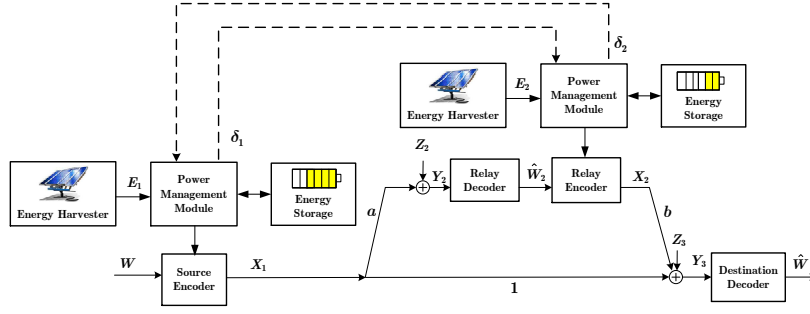 δ₂
Energy Harvester
E₂
Power
Management
Module
Energy
Storage
δ₁
Energy Harvester
E₁
Power
Management
Module
Energy
Storage
Z₂
a
Y₂
Relay
Decoder
Ŵ₂
Relay
Encoder
X₂
b
Z₃
W
Source
Encoder
X₁
1
Y₃
Destination
Decoder
Ŵ